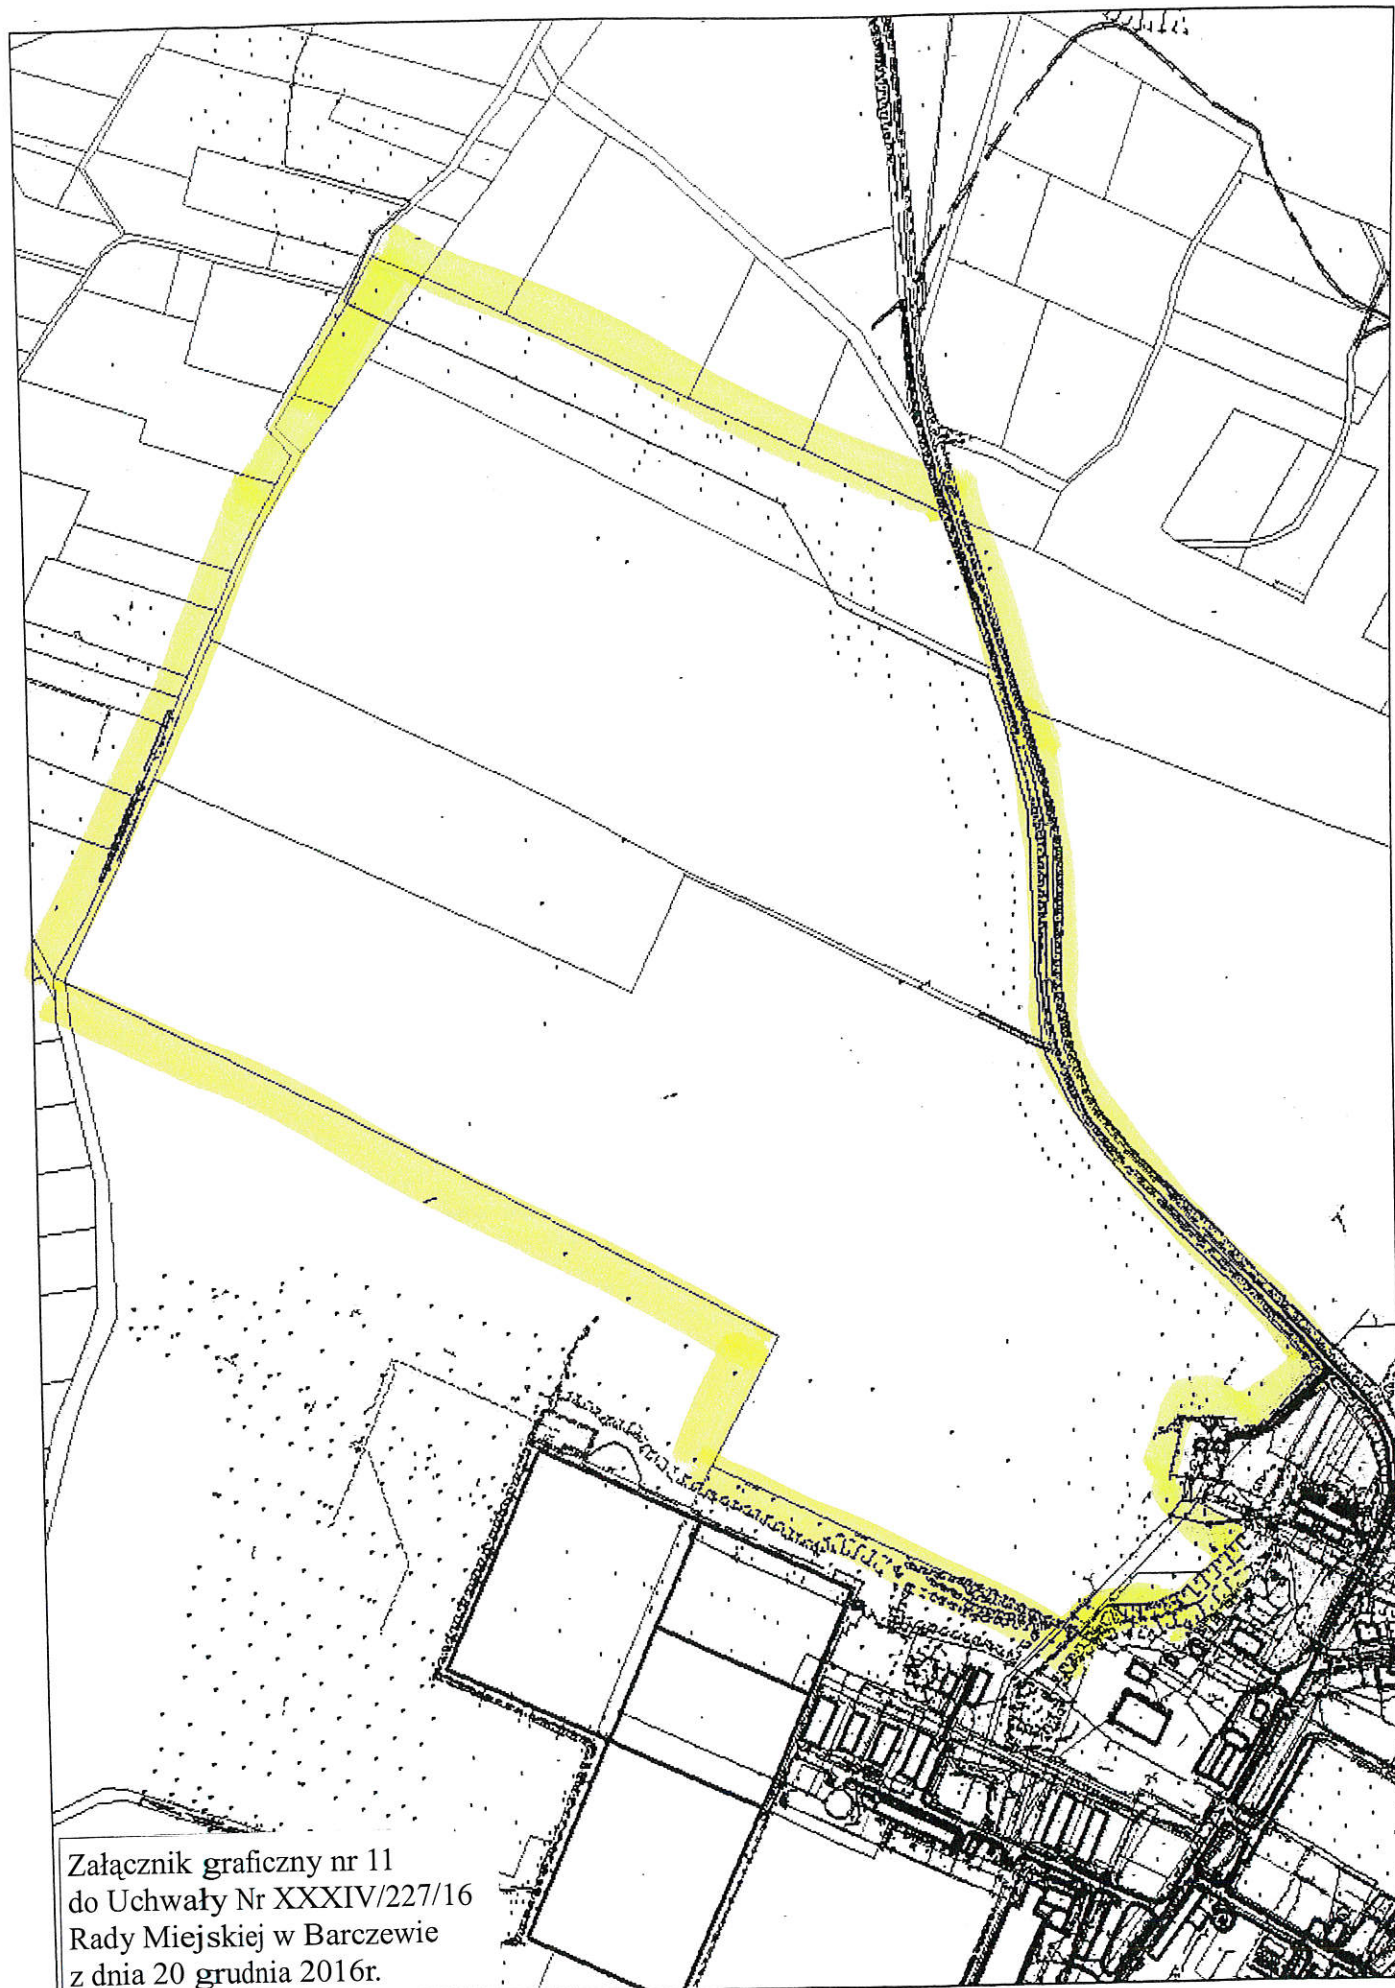 Załącznik graficzny nr 11
do Uchwały Nr XXXIV/227/16
Rady Miejskiej w Barczewie
z dnia 20 grudnia 2016r.